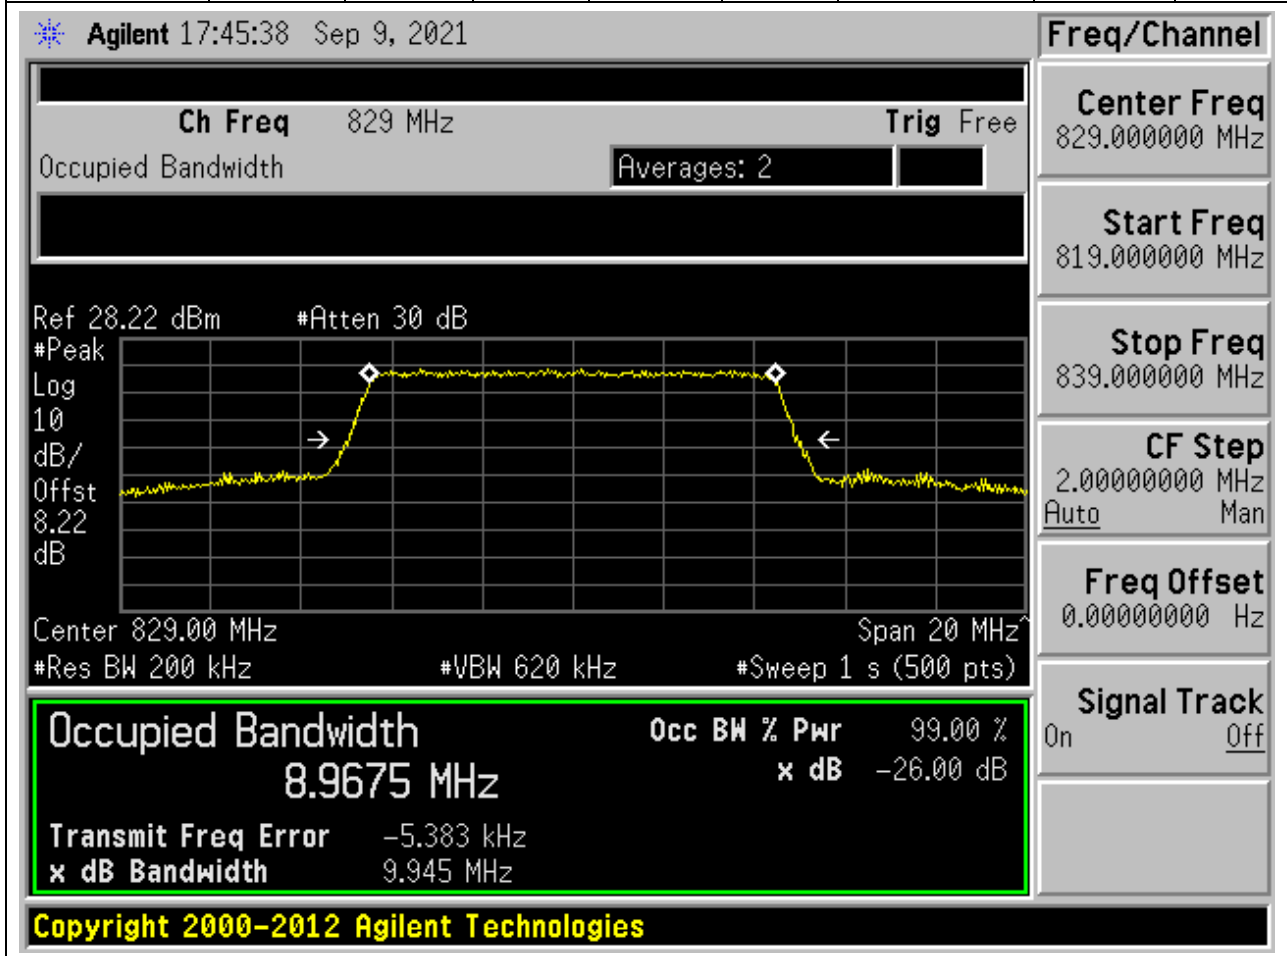 Agilent 17:45:38 Sep 9, 2021
Ch Freq 829 MHz Trig Free
Occupied Bandwidth Averages: 2
Ref 28.22 dBm #Atten 30 dB
#Peak
Log
10
dB/
Offst
8.22
dB
Center 829.00 MHz Span 20 MHz^
#Res BW 200 kHz #VBW 620 kHz #Sweep 1 s (500 pts)
Occupied Bandwidth Occ BW % Pwr 99.00 %
8.9675 MHz x dB -26.00 dB
Transmit Freq Error -5.383 kHz
x dB Bandwidth 9.945 MHz
Copyright 2000-2012 Agilent Technologies
Freq/Channel
Center Freq
829.000000 MHz
Start Freq
819.000000 MHz
Stop Freq
839.000000 MHz
CF Step
2.00000000 MHz
Auto Man
Freq Offset
0.00000000 Hz
Signal Track
On Off